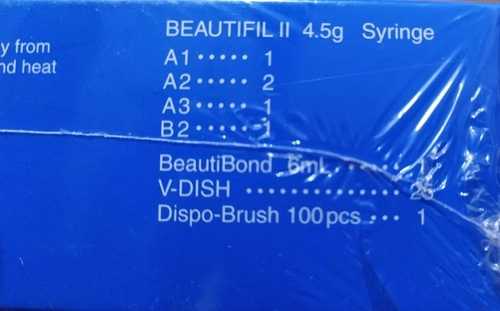 y from
nd heat
BEAUTIFIL II 4.5g Syringe
A1 ····· 1
A2 ····· 2
A3 ····· 1
B2 ······ 1
BeautiBond 6mL
V-DISH ················ 25
Dispo-Brush 100pcs ··· 1